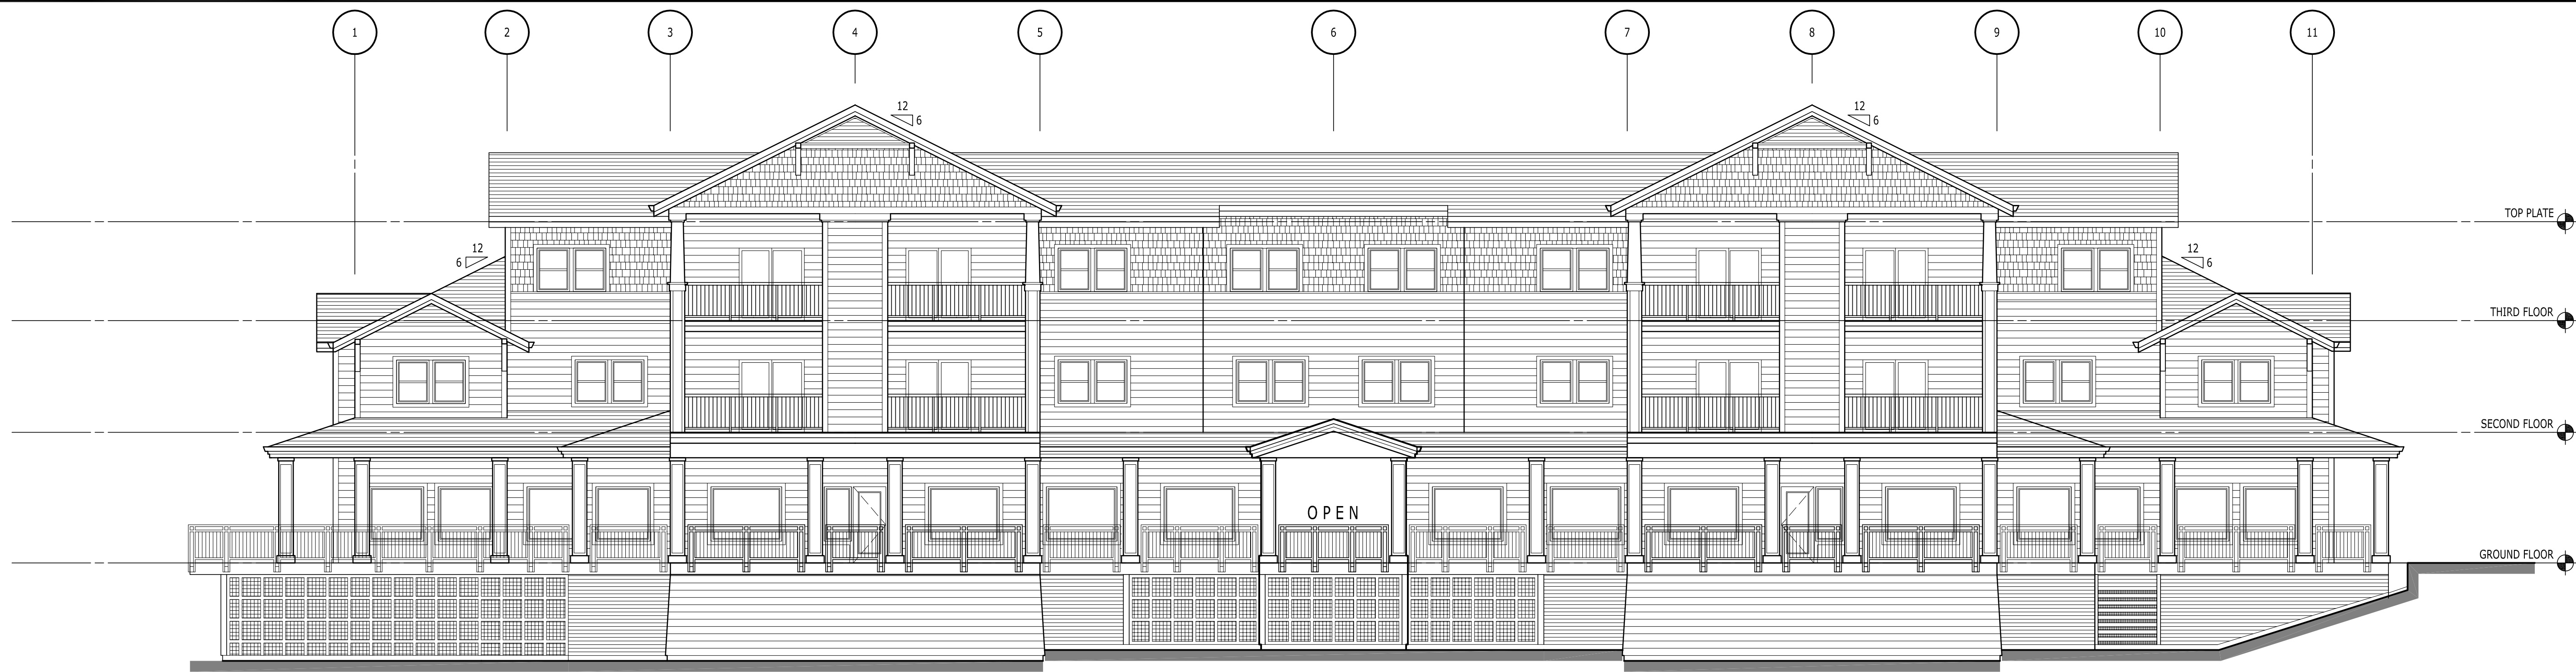 1 2 3 4 5 6 7 8 9 10 11
12 12
6 6
TOP PLATE
12 12
6 6
THIRD FLOOR
SECOND FLOOR
OPEN
GROUND FLOOR